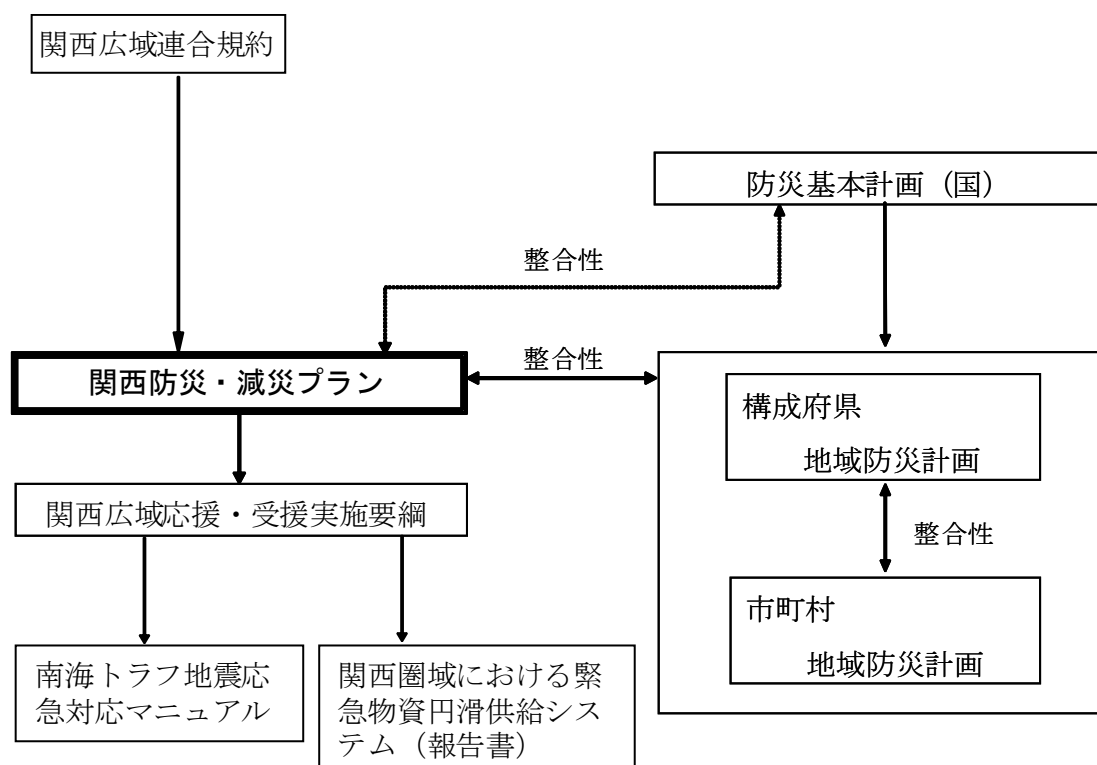 関西広域連合規約
防災基本計画（国）
整合性
関西防災・減災プラン
整合性
構成府県
地域防災計画
関西広域応援・受援実施要綱
整合性
市町村
地域防災計画
南海トラフ地震応
急対応マニュアル
関西圏域における緊
急物資円滑供給シス
テム（報告書）